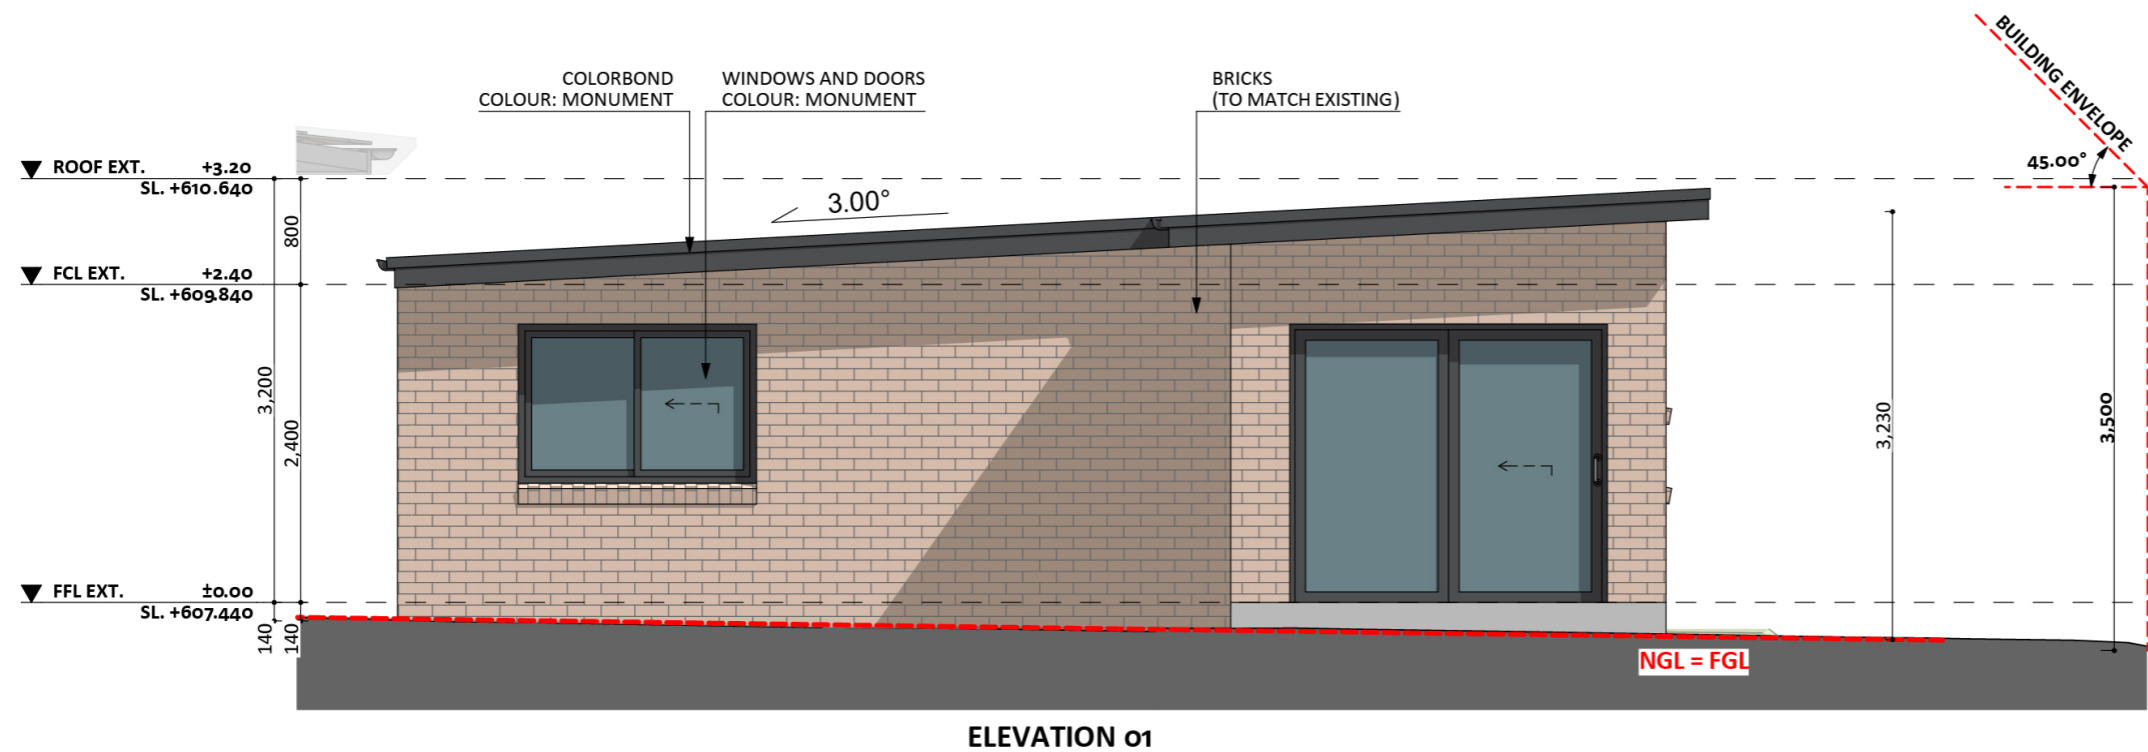 BUILDING ENVELOPE
COLORBOND
COLOUR: MONUMENT
WINDOWS AND DOORS
COLOUR: MONUMENT
BRICKS
(TO MATCH EXISTING)
45.00°
ROOF EXT. +3.20
SL. +610.640
3.00°
800
FCL EXT. +2.40
SL. +609.840
3,200
2,400
3,230
3,500
FFL EXT. ±0.00
SL. +607.440
140
140
NGL = FGL
ELEVATION 01